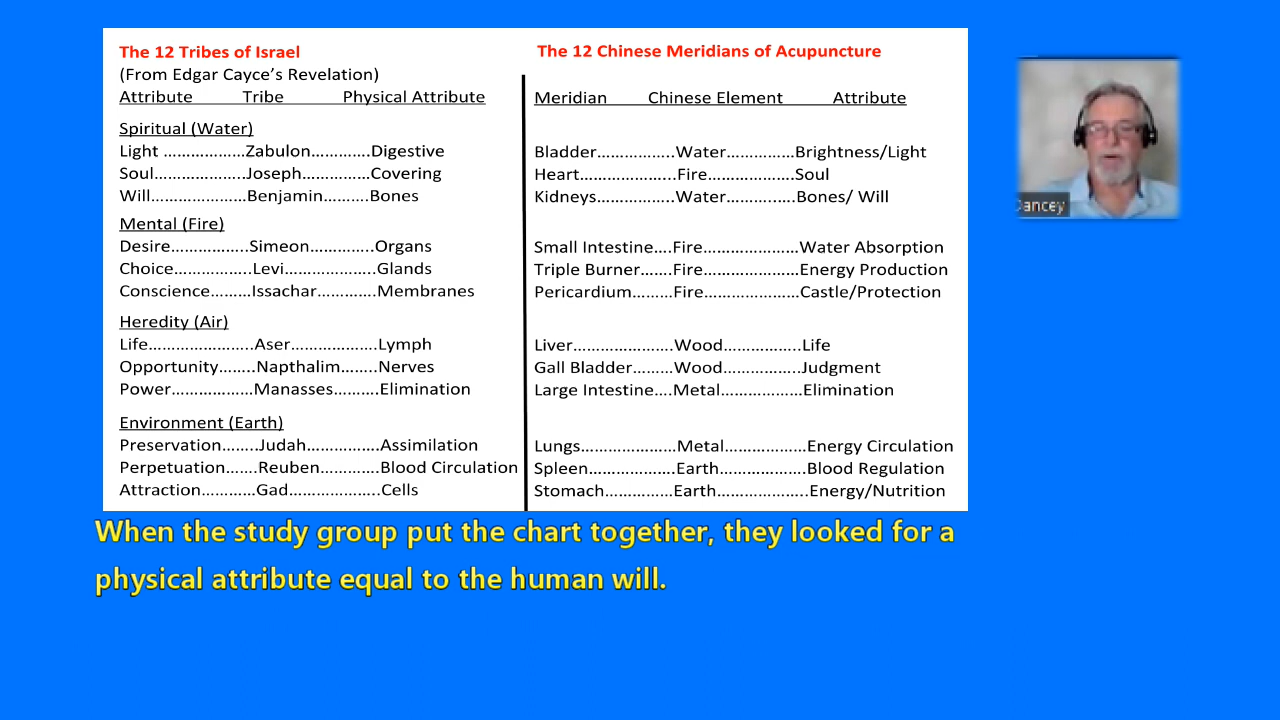 The 12 Tribes of Israel
(From Edgar Cayce's Revelation)
Attribute Tribe Physical Attribute
Spiritual (Water)
Light ………………….Zabulon………….Digestive
Soul………………….Joseph…………..Covering
Will………………….Benjamin……….Bones
Mental (Fire)
Desire……………..Simeon…………..Organs
Choice……………..Levi………………….Glands
Conscience………Issachar………….Membranes
Heredity (Air)
Life…………………..Aser………………….Lymph
Opportunity……..Napthalim……..Nerves
Power………………Manasses……….Elimination
Environment (Earth)
Preservation……..Judah……………Assimilation
Perpetuation…….Reuben…………Blood Circulation
Attraction…………Gad…………………..Cells
The 12 Chinese Meridians of Acupuncture
Meridian Chinese Element Attribute
Bladder……………..Water……………Brightness/Light
Heart………………….Fire………………….Soul
Kidneys……………..Water……………Bones/ Will
Small Intestine….Fire………………….Water Absorption
Triple Burner…….Fire………………….Energy Production
Pericardium………Fire………………….Castle/Protection
Liver………………….Wood……………..Life
Gall Bladder………Wood……………..Judgment
Large Intestine….Metal………………Elimination
Lungs…………………Metal………………Energy Circulation
Spleen……………….Earth………………Blood Regulation
Stomach……………Earth………………..Energy/Nutrition
Dancey
When the study group put the chart together, they looked for a
physical attribute equal to the human will.